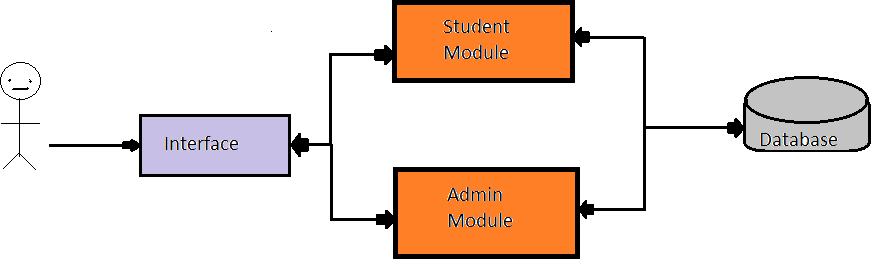 Student
Module
Interface
Database
Admin
Module